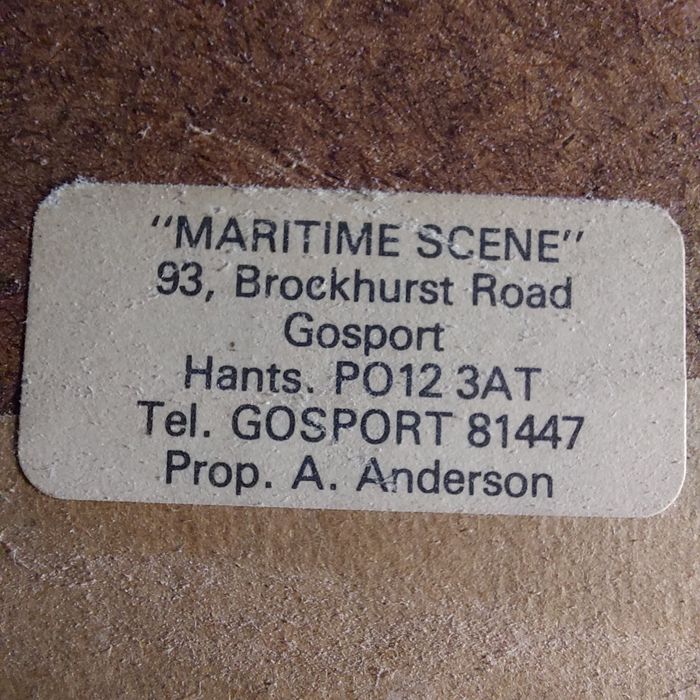 "MARITIME SCENE"
93, Brockhurst Road
Gosport
Hants. PO12 3AT
Tel. GOSPORT 81447
Prop. A. Anderson